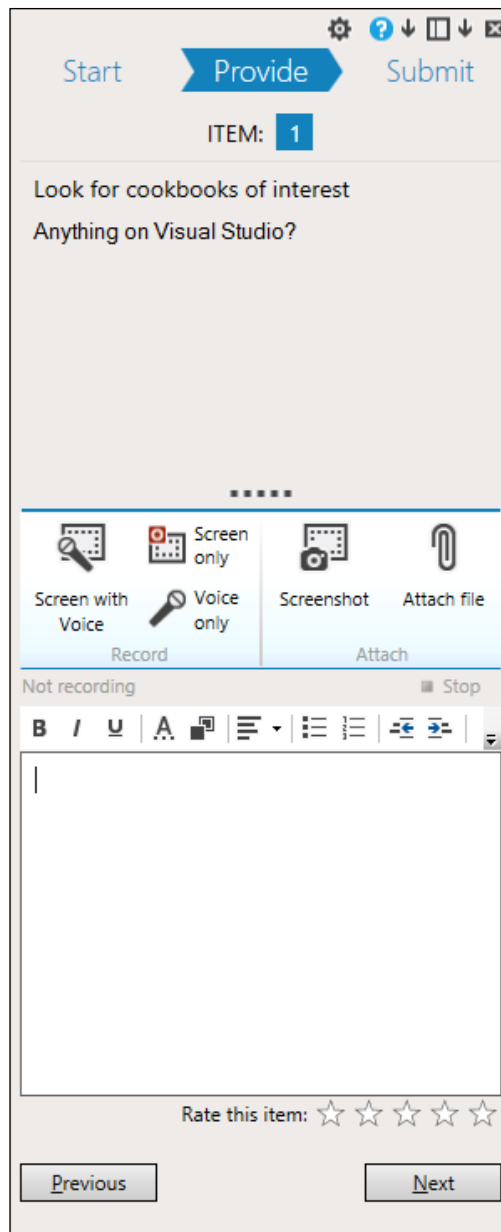 Start Provide Submit
ITEM: 1
Look for cookbooks of interest
Anything on Visual Studio?
Screen with
Voice
Screen
only
Voice
only
Record
Screenshot
Attach file
Attach
Not recording
Stop
B I U A
Rate this item:
Previous
Next